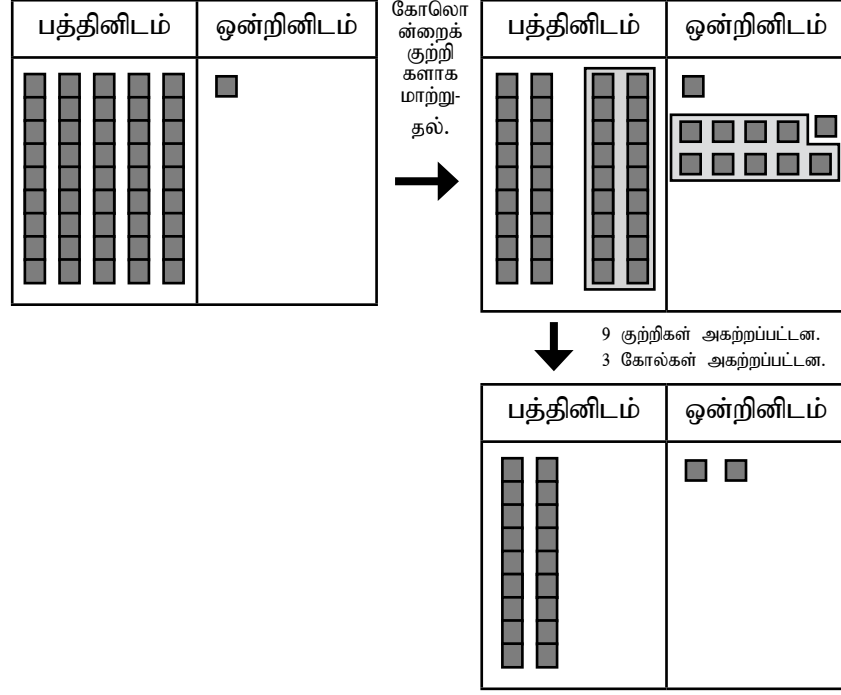 பத்தினிடம் ஒன்றினிடம்
கோலொ
ன்றைக்
குற்றி
களாக
மாற்று-
தல்.
பத்தினிடம் ஒன்றினிடம்
9 குற்றிகள் அகற்றப்பட்டன.
3 கோல்கள் அகற்றப்பட்டன.
பத்தினிடம் ஒன்றினிடம்